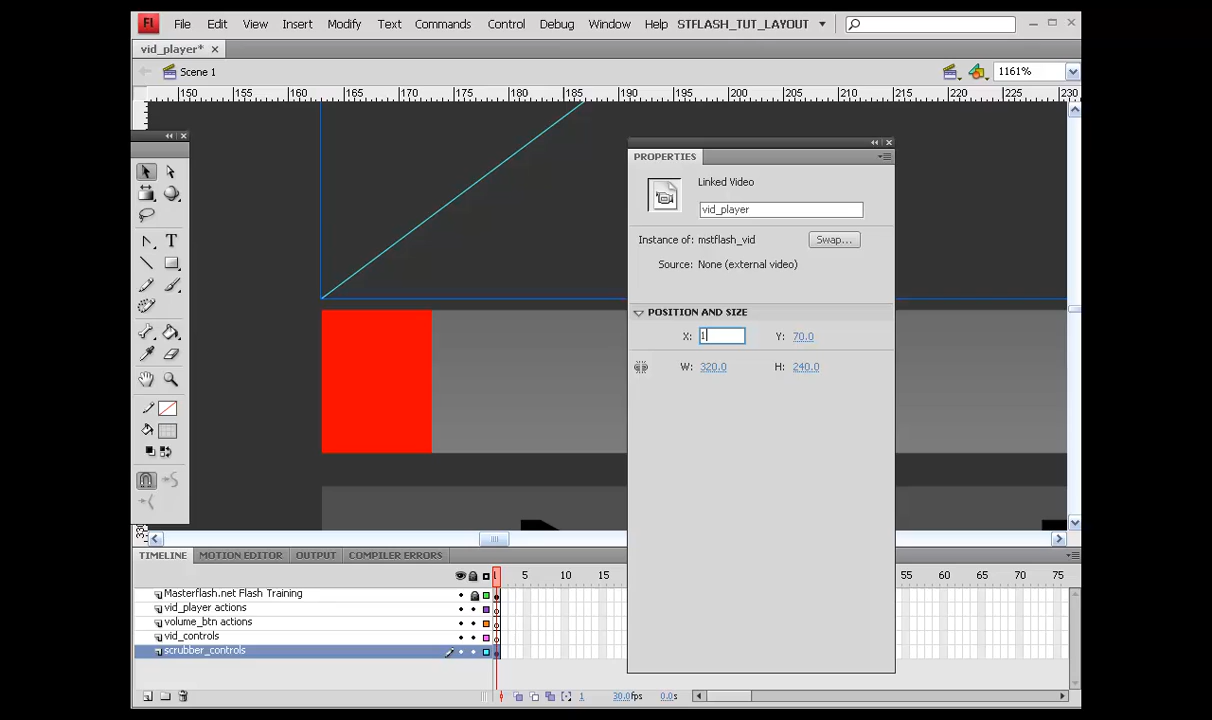 Fl File Edit View Insert Modify Text Commands Control Debug Window Help STFLASH_TUT_LAYOUT
vid_player*
Scene 1 1161%
150 155 160 165 170 175 180 185 190 195 200 205 210 215 220 225 230
PROPERTIES
Linked Video
vid_player
Instance of: mstflash_vid Swap...
Source: None (external video)
POSITION AND SIZE
X: 1 Y: 70.0
W: 320.0 H: 240.0
TIMELINE MOTION EDITOR OUTPUT COMPILER ERRORS
1 5 10 15 55 60 65 70 75
Masterflash.net Flash Training
vid_player actions
volume_btn actions
vid_controls
scrubber_controls
1 30.0fps 0.0s